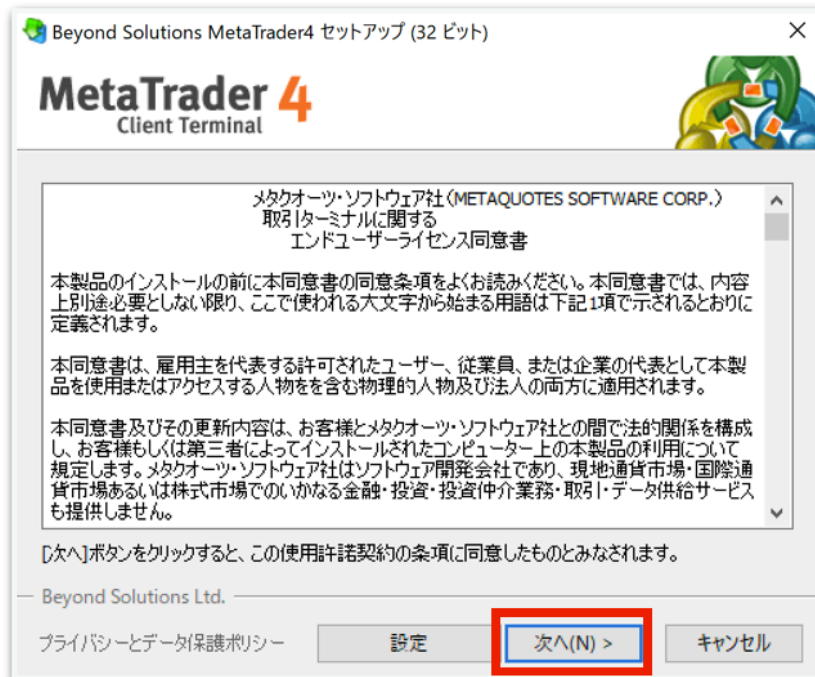 Beyond Solutions MetaTrader4 セットアップ (32 ビット)
MetaTrader 4
Client Terminal
メタクオーツ・ソフトウェア社（METAQUOTES SOFTWARE CORP.）
取引ターミナルに関する
エンドユーザーライセンス同意書
本製品のインストールの前に本同意書の同意条項をよくお読みください。本同意書では、内容
上別途必要としない限り、ここで使われる大文字から始まる用語は下記1項で示されるとおりに
定義されます。
本同意書は、雇用主を代表する許可されたユーザー、従業員、または企業の代表として本製
品を使用またはアクセスする人物をを含む物理的人物及び法人の両方に適用されます。
本同意書及びその更新内容は、お客様とメタクオーツ・ソフトウェア社との間で法的関係を構成
し、お客様もしくは第三者によってインストールされたコンピューター上の本製品の利用について
規定します。メタクオーツ・ソフトウェア社はソフトウェア開発会社であり、現地通貨市場・国際通
貨市場あるいは株式市場でのいかなる金融・投資・投資仲介業務・取引・データ供給サービス
も提供しません。
[次へ]ボタンをクリックすると、この使用許諾契約の条項に同意したものとみなされます。
Beyond Solutions Ltd.
プライバシーとデータ保護ポリシー 設定 次へ(N) > キャンセル